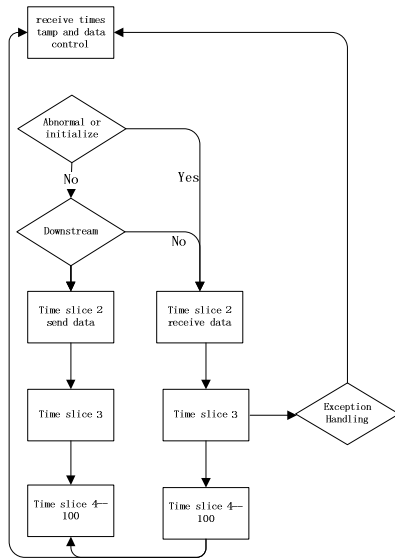 receive times
tamp and data
control
Abnormal or
initialize
No
Yes
Downstream
No
Time slice 2
send data
Time slice 2
receive data
Time slice 3
Time slice 3
Exception
Handling
Time slice 4—
100
Time slice 4—
100